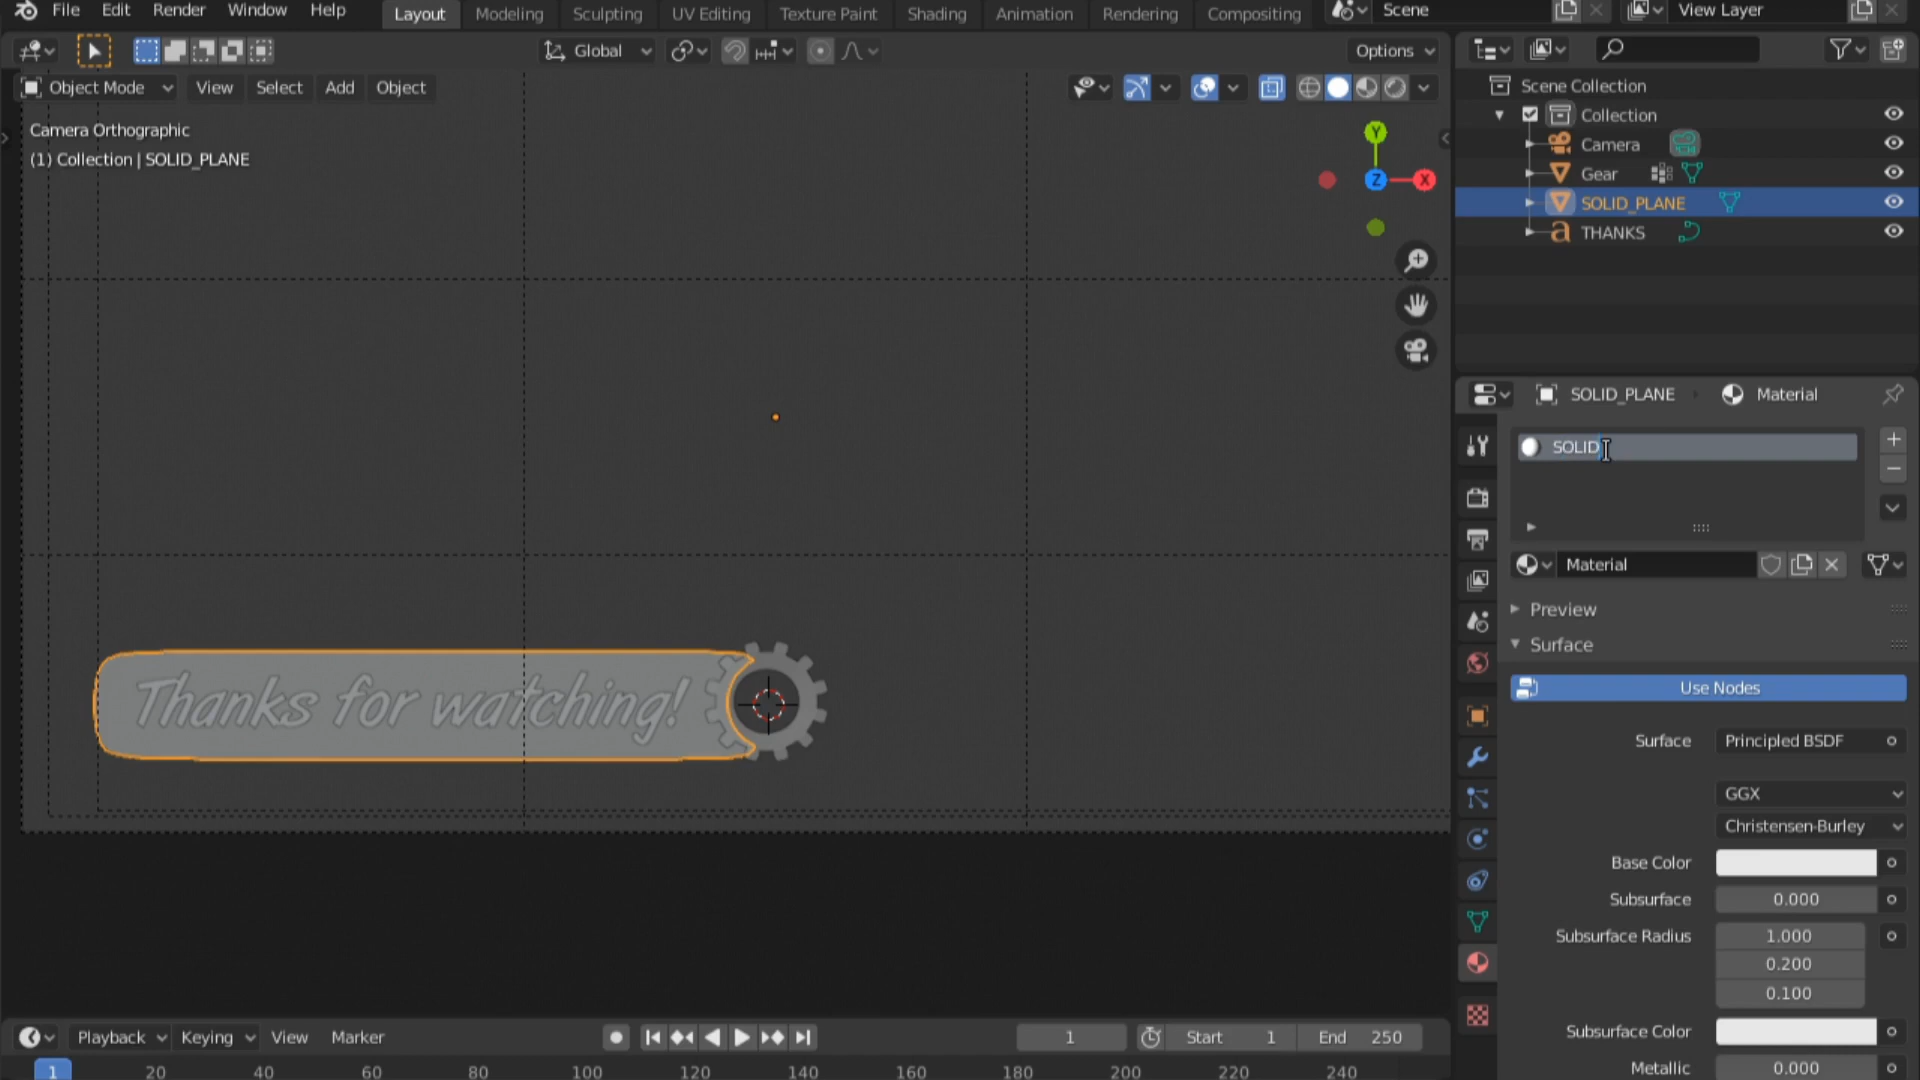 File Edit Render Window Help Layout Modeling Sculpting UV Editing Texture Paint Shading Animation Rendering Compositing Scene View Layer
Global Options
Object Mode View Select Add Object
Camera Orthographic
(1) Collection | SOLID_PLANE
Y
Z X
Thanks for watching!
Scene Collection
Collection
Camera
Gear
SOLID_PLANE
a THANKS
SOLID_PLANE Material
SOLID
Material
Preview
Surface
Use Nodes
Surface Principled BSDF
GGX
Christensen-Burley
Base Color
Subsurface 0.000
Subsurface Radius 1.000
0.200
0.100
Subsurface Color
Metallic 0.000
Playback Keying View Marker 1 Start 1 End 250
1 20 40 60 80 100 120 140 160 180 200 220 240